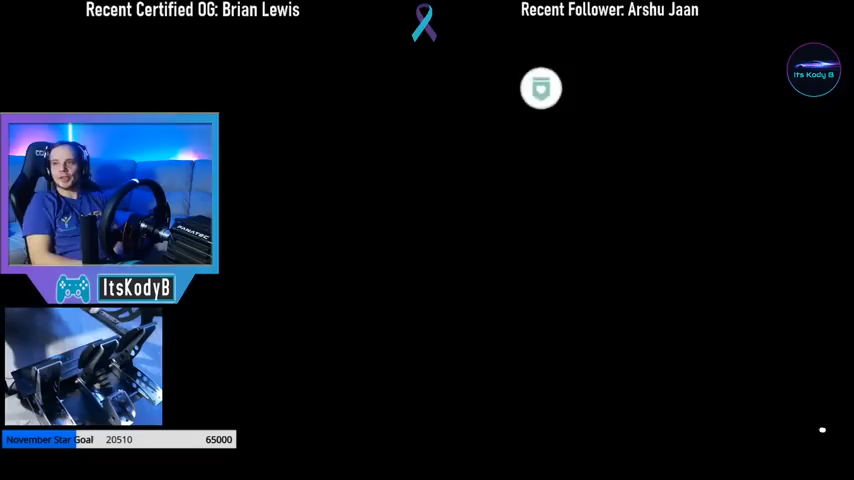 Recent Certified OG: Brian Lewis
Recent Follower: Arshu Jaan
Its Kody B
FANATEC
ItsKodyB
November Star Goal 20510 65000